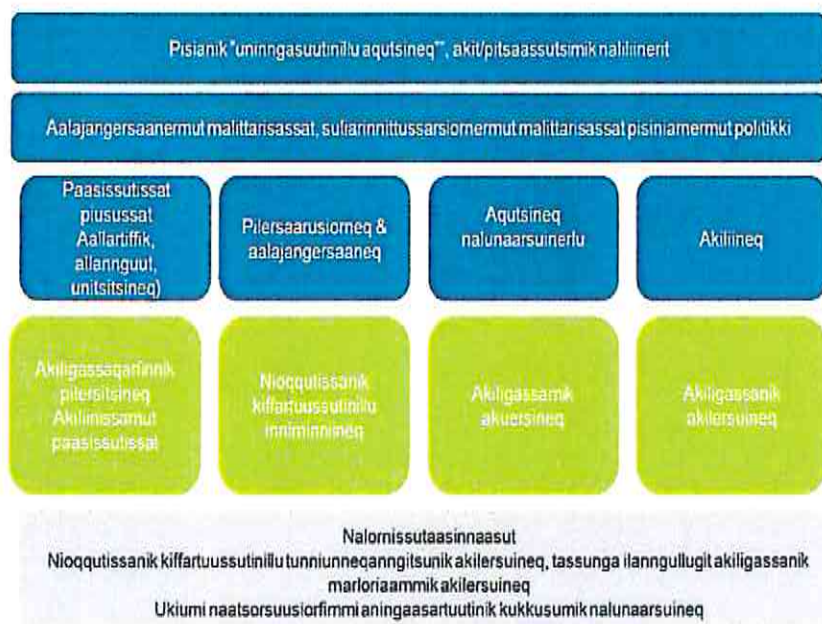 Pisianik "uninngasuutinillu aqutsineq"", akit/pitsaassutsimik naliliinerit
Aalajangersaanermut malittarisassat, suliarinnittussarsiornermut malittarisassat pisiniarnermut politikki
Paasissutissat
piusussat
Aallartiffik,
allannguut,
unitsitsineq)
Pilersaarusiorneq &
aalajangersaaneq
Aqutsineq
nalunaarsuinerlu
Akiliineq
Akiligassaqarfinnik
pilersitsineq
Akiliinissamut
paasissutissat
Nioqqutissanik
kiffartuussutinillu
inniminnineq
Akiligassamik
akuersineq
Akiligassanik
akilersuineq
Nalornissutaasinnaasut
Nioqqutissanik kiffartuussutinillu tunniunneqanngitsunik akilersuineq, tassunga ilanngullugit akiligassanik
marloriaammik akilersuineq
Ukiumi naatsorsuusiorfimmi aningaasartuutinik kukkusumik nalunaarsuineq